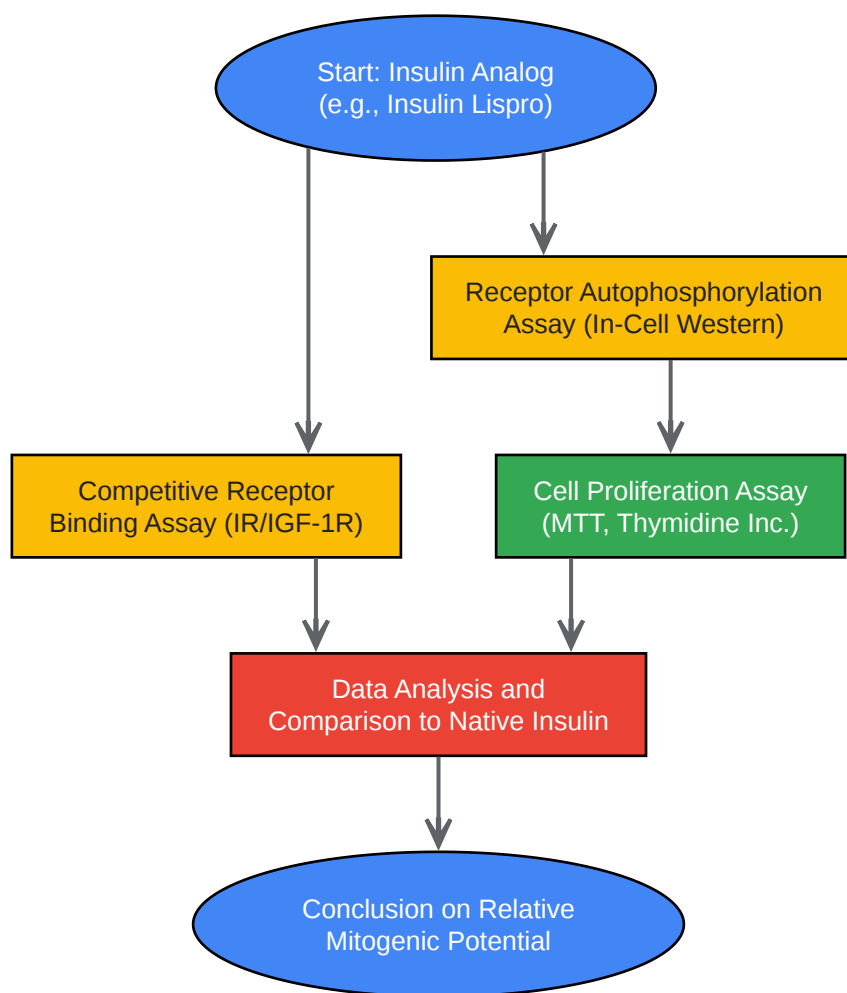 Start: Insulin Analog
(e.g., Insulin Lispro)
Receptor Autophosphorylation
Assay (In-Cell Western)
Competitive Receptor
Binding Assay (IR/IGF-1R)
Cell Proliferation Assay
(MTT, Thymidine Inc.)
Data Analysis and
Comparison to Native Insulin
Conclusion on Relative
Mitogenic Potential